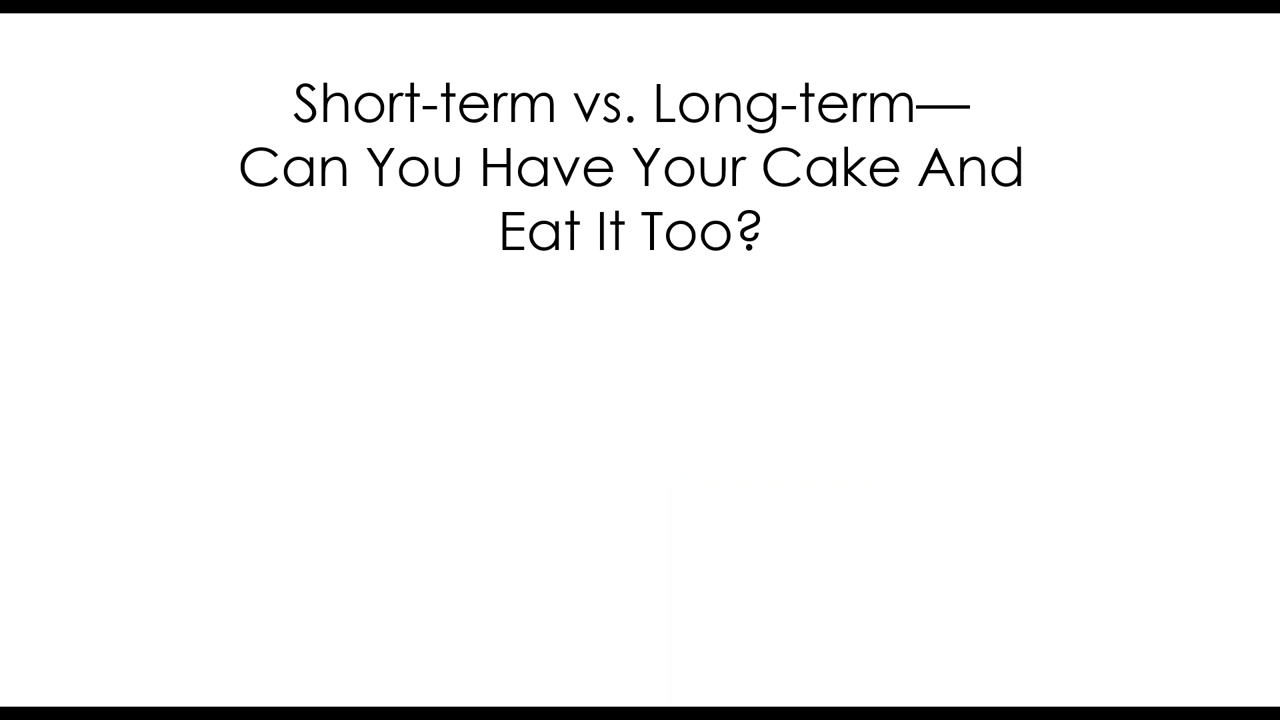 Short-term vs. Long-term—
Can You Have Your Cake And
Eat It Too?